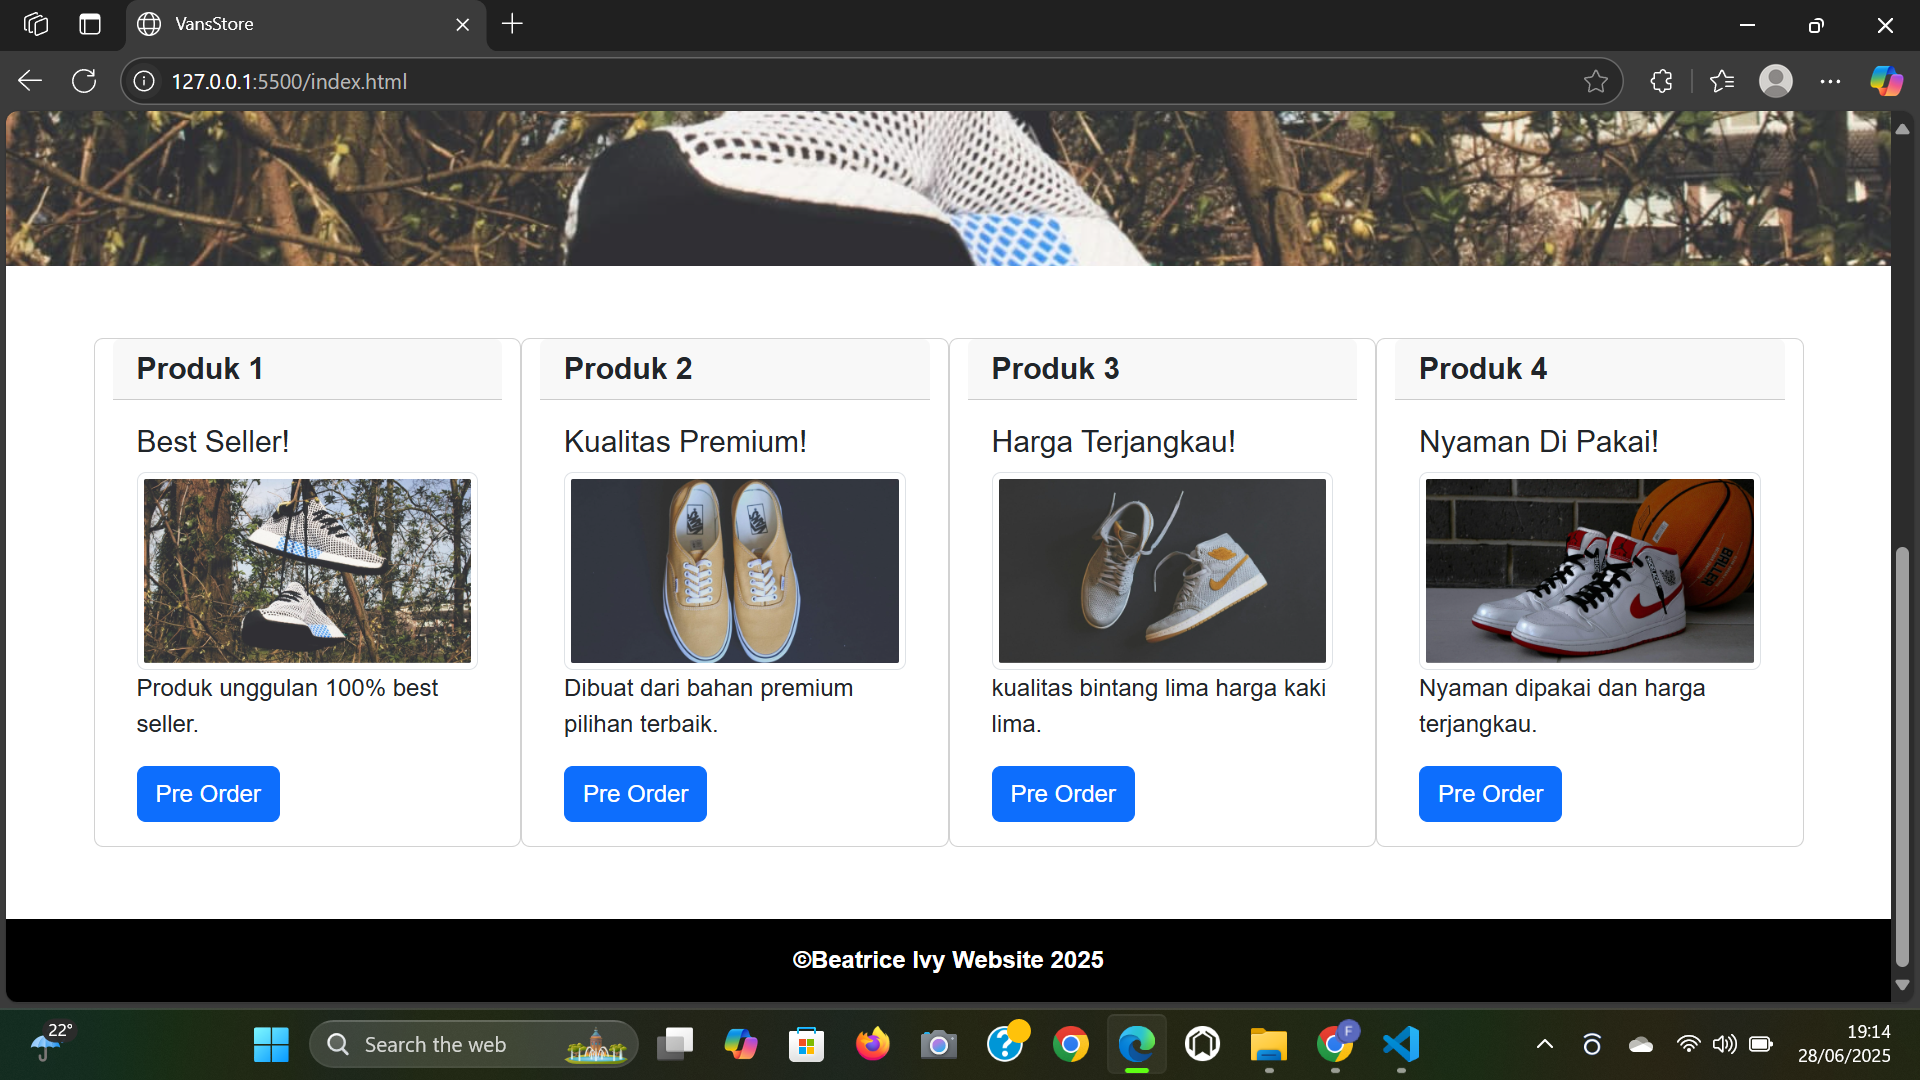 VansStore
127.0.0.1:5500/index.html
Produk 1
Best Seller!
Produk unggulan 100% best
seller.
Pre Order
Produk 2
Kualitas Premium!
Dibuat dari bahan premium
pilihan terbaik.
Pre Order
Produk 3
Harga Terjangkau!
kualitas bintang lima harga kaki
lima.
Pre Order
Produk 4
Nyaman Di Pakai!
BALLER
Nyaman dipakai dan harga
terjangkau.
Pre Order
©Beatrice Ivy Website 2025
22°
Search the web
F
19:14
28/06/2025